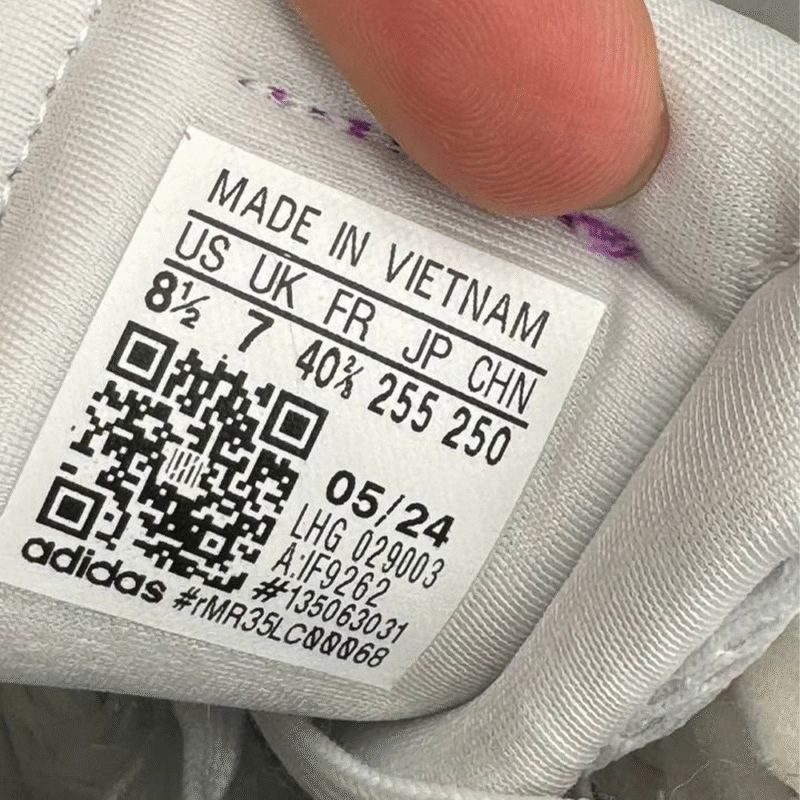 MADE IN VIETNAM
US UK FR JP CHN
8½ 7 40⅔ 255 250
05/24
LHG 029003
A:IF9262
#135063031
adidas #rMR35LC00068